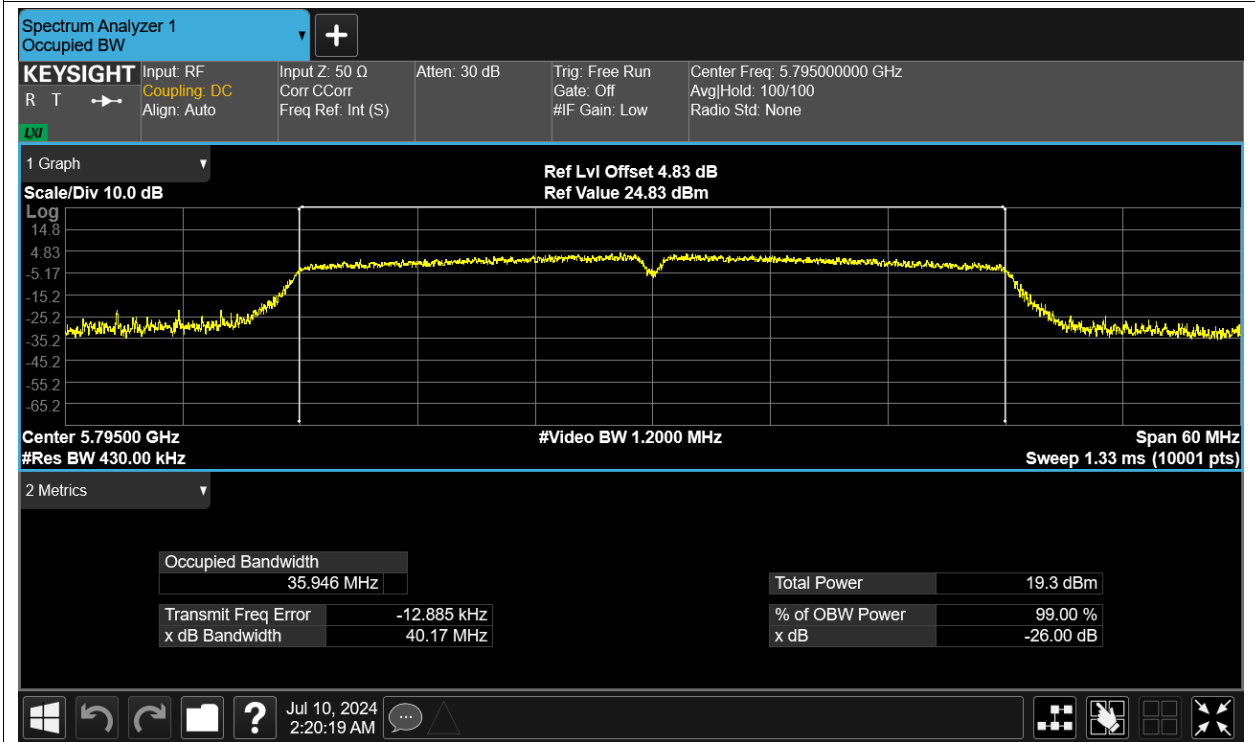 Spectrum Analyzer 1
Occupied BW
KEYSIGHT
R T
LXI
Input: RF
Coupling: DC
Align: Auto
Input Z: 50 Ω
Corr CCorr
Freq Ref: Int (S)
Atten: 30 dB
Trig: Free Run
Gate: Off
#IF Gain: Low
Center Freq: 5.795000000 GHz
Avg|Hold: 100/100
Radio Std: None
1 Graph
Scale/Div 10.0 dB
Ref Lvl Offset 4.83 dB
Ref Value 24.83 dBm
Log
14.8
4.83
-5.17
-15.2
-25.2
-35.2
-45.2
-55.2
-65.2
Center 5.79500 GHz
#Res BW 430.00 kHz
#Video BW 1.2000 MHz
Span 60 MHz
Sweep 1.33 ms (10001 pts)
2 Metrics
Occupied Bandwidth
35.946 MHz
Transmit Freq Error -12.885 kHz
x dB Bandwidth 40.17 MHz
Total Power 19.3 dBm
% of OBW Power 99.00 %
x dB -26.00 dB
?
Jul 10, 2024
2:20:19 AM